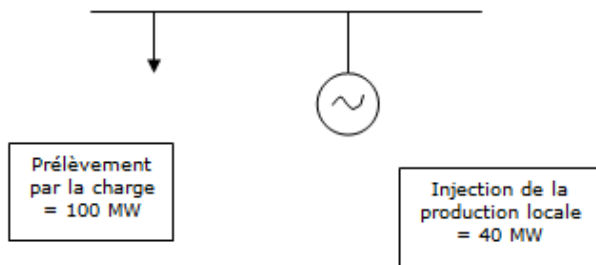 Prélèvement
par la charge
= 100 MW
Injection de la
production locale
= 40 MW